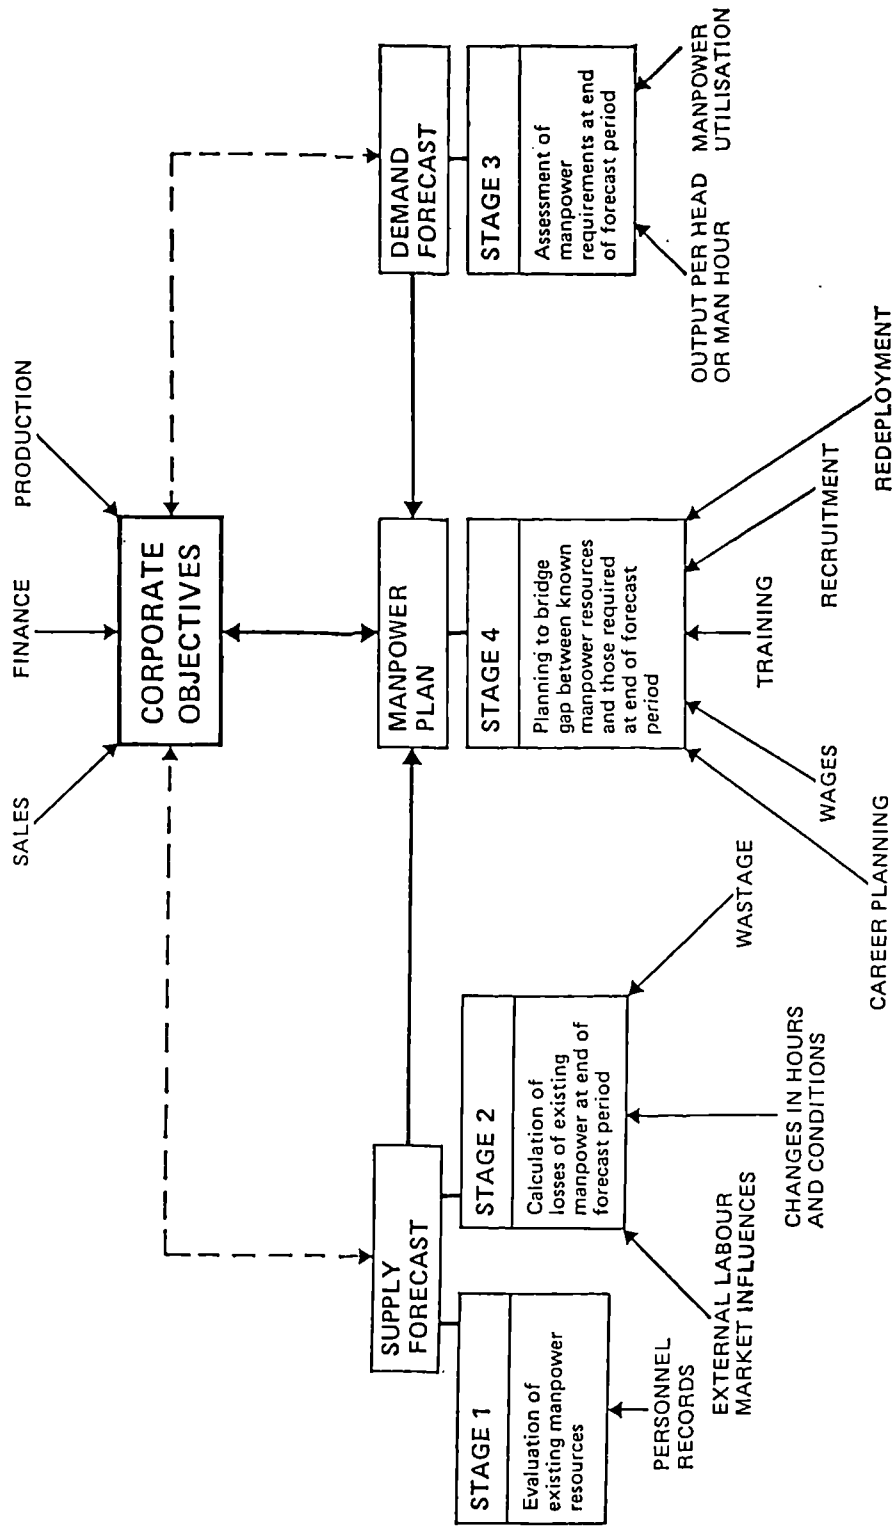 SALES
FINANCE
PRODUCTION
CORPORATE
OBJECTIVES
SUPPLY
FORECAST
MANPOWER
PLAN
DEMAND
FORECAST
STAGE 1
Evaluation of
existing manpower
resources
STAGE 2
Calculation of
losses of existing
manpower at end of
forecast period
STAGE 4
Planning to bridge
gap between known
manpower resources
and those required
at end of forecast
period
STAGE 3
Assessment of
manpower
requirements at end
of forecast period
PERSONNEL
RECORDS
EXTERNAL LABOUR
MARKET INFLUENCES
CHANGES IN HOURS
AND CONDITIONS
WASTAGE
CAREER PLANNING
WAGES
TRAINING
RECRUITMENT
REDEPLOYMENT
OUTPUT PER HEAD
OR MAN HOUR
MANPOWER
UTILISATION